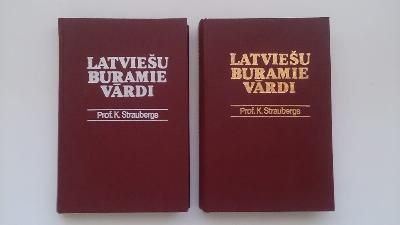 LATVIEŠU
BURAMIE
VĀRDI
Prof. K. Straubergs
LATVIEŠU
BURAMIE
VĀRDI
Prof. K. Straubergs